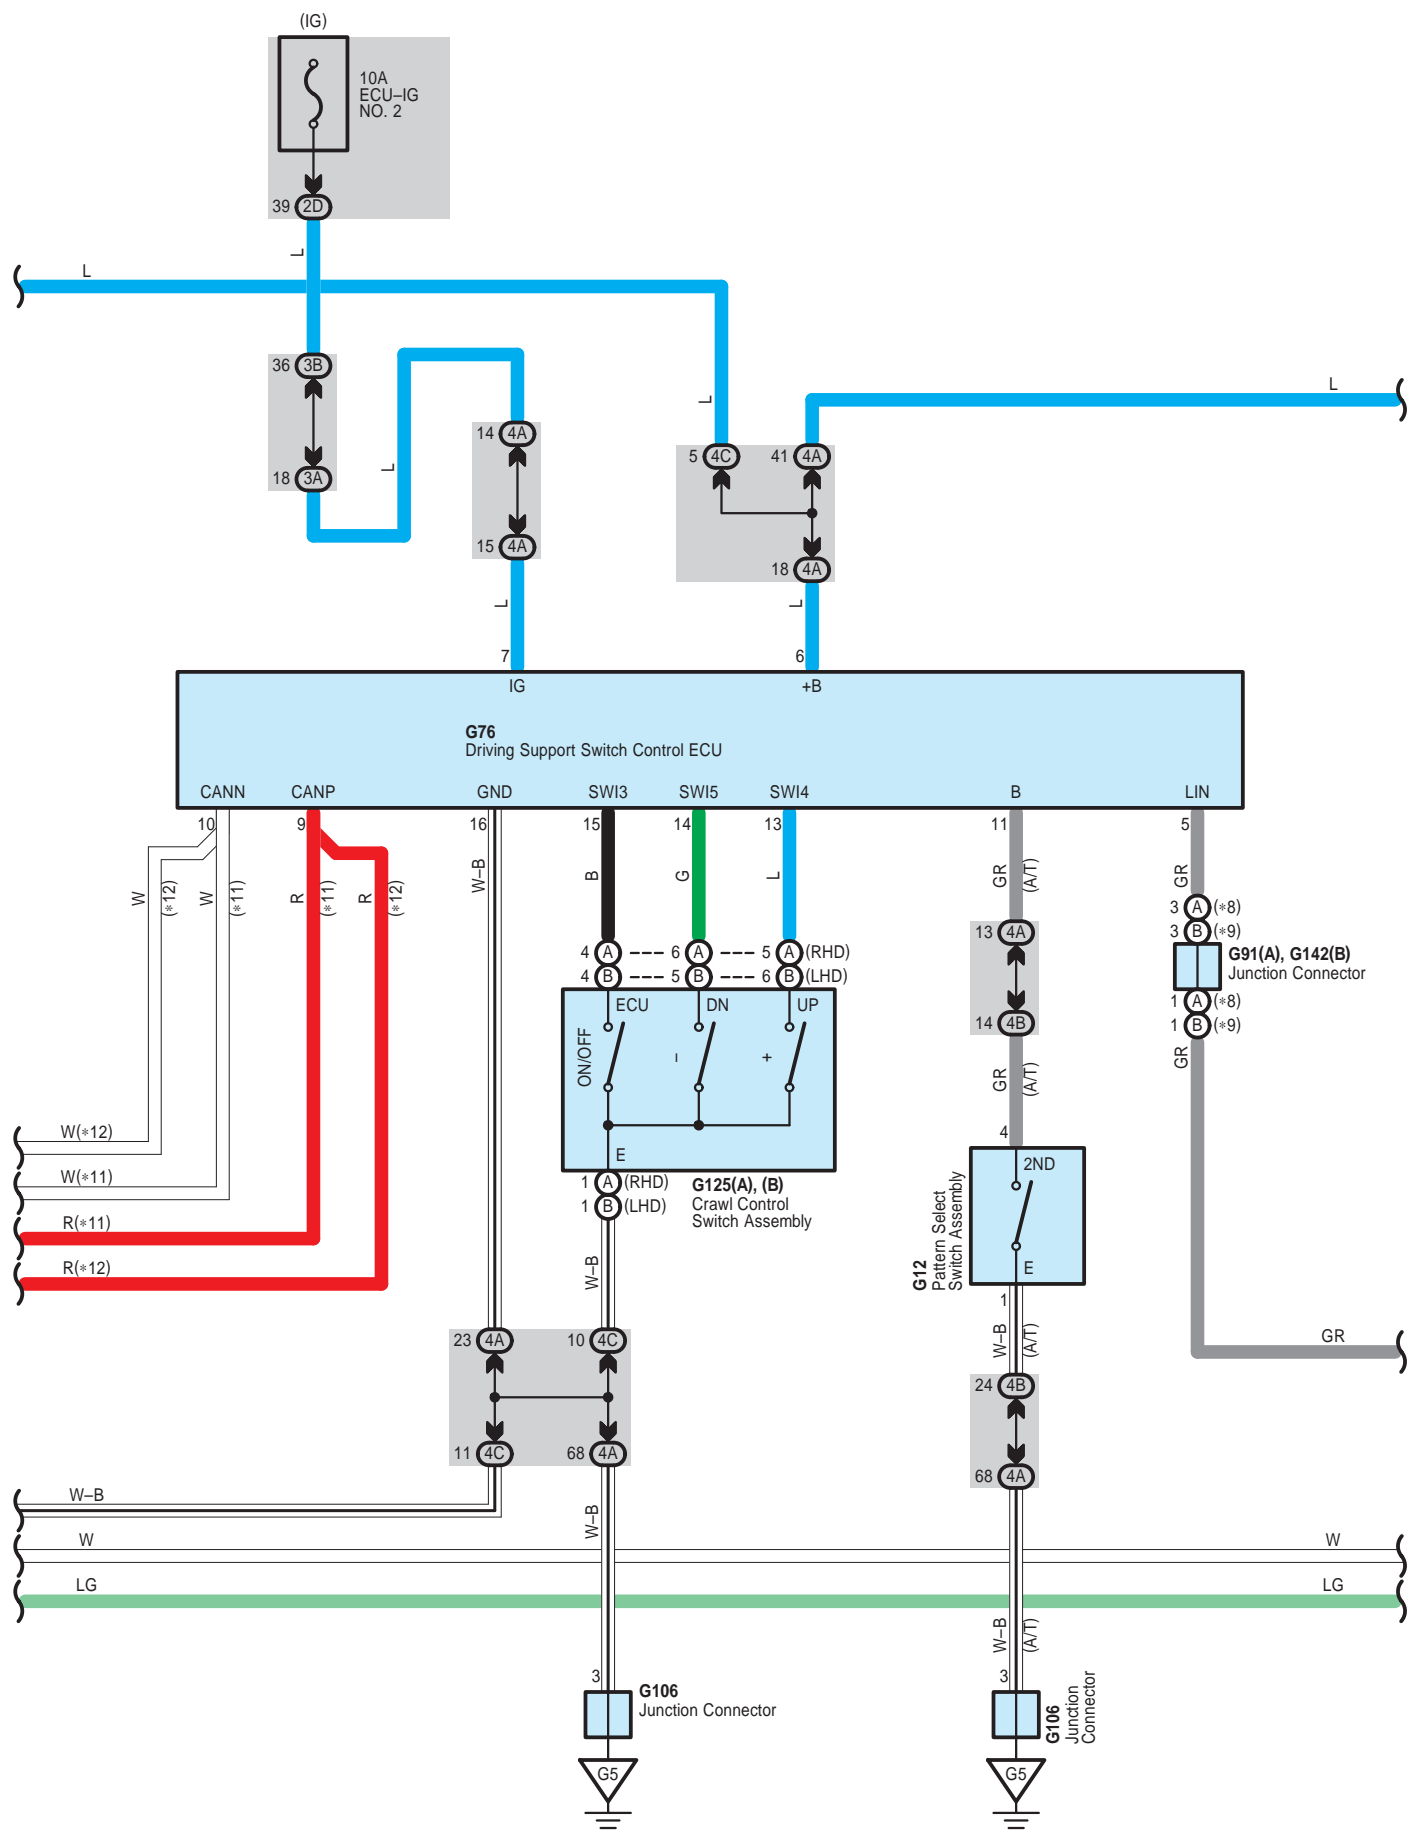 (IG)
10A
ECU–IG
NO. 2
39 2D
L
L
36 3B
18 3A
L
14 4A
15 4A
L
L
5 4C
41 4A
L
18 4A
L
7
6
IG
+B
G76
Driving Support Switch Control ECU
CANN
CANP
GND
SWI3
SWI5
SWI4
B
LIN
10
9
16
15
14
13
11
5
W
(*12)
W
(*11)
R
(*11)
R
(*12)
W–B
B
G
L
GR
(A/T)
GR
3 A (*8)
3 B (*9)
G91(A), G142(B)
Junction Connector
1 A (*8)
1 B (*9)
GR
4 A 6 A 5 A (RHD)
4 B 5 B 6 B (LHD)
ECU
DN
UP
ON/OFF
–
+
E
1 A (RHD)
1 B (LHD)
G125(A), (B)
Crawl Control
Switch Assembly
13 4A
14 4B
GR
(A/T)
4
2ND
E
G12
Pattern Select
Switch Assembly
1
W–B
(A/T)
W(*12)
W(*11)
R(*11)
R(*12)
W–B
23 4A
10 4C
11 4C
68 4A
24 4B
68 4A
GR
W–B
W–B
W
W
LG
LG
W–B
(A/T)
3
G106
Junction Connector
G5
3
G106
Junction
Connector
G5